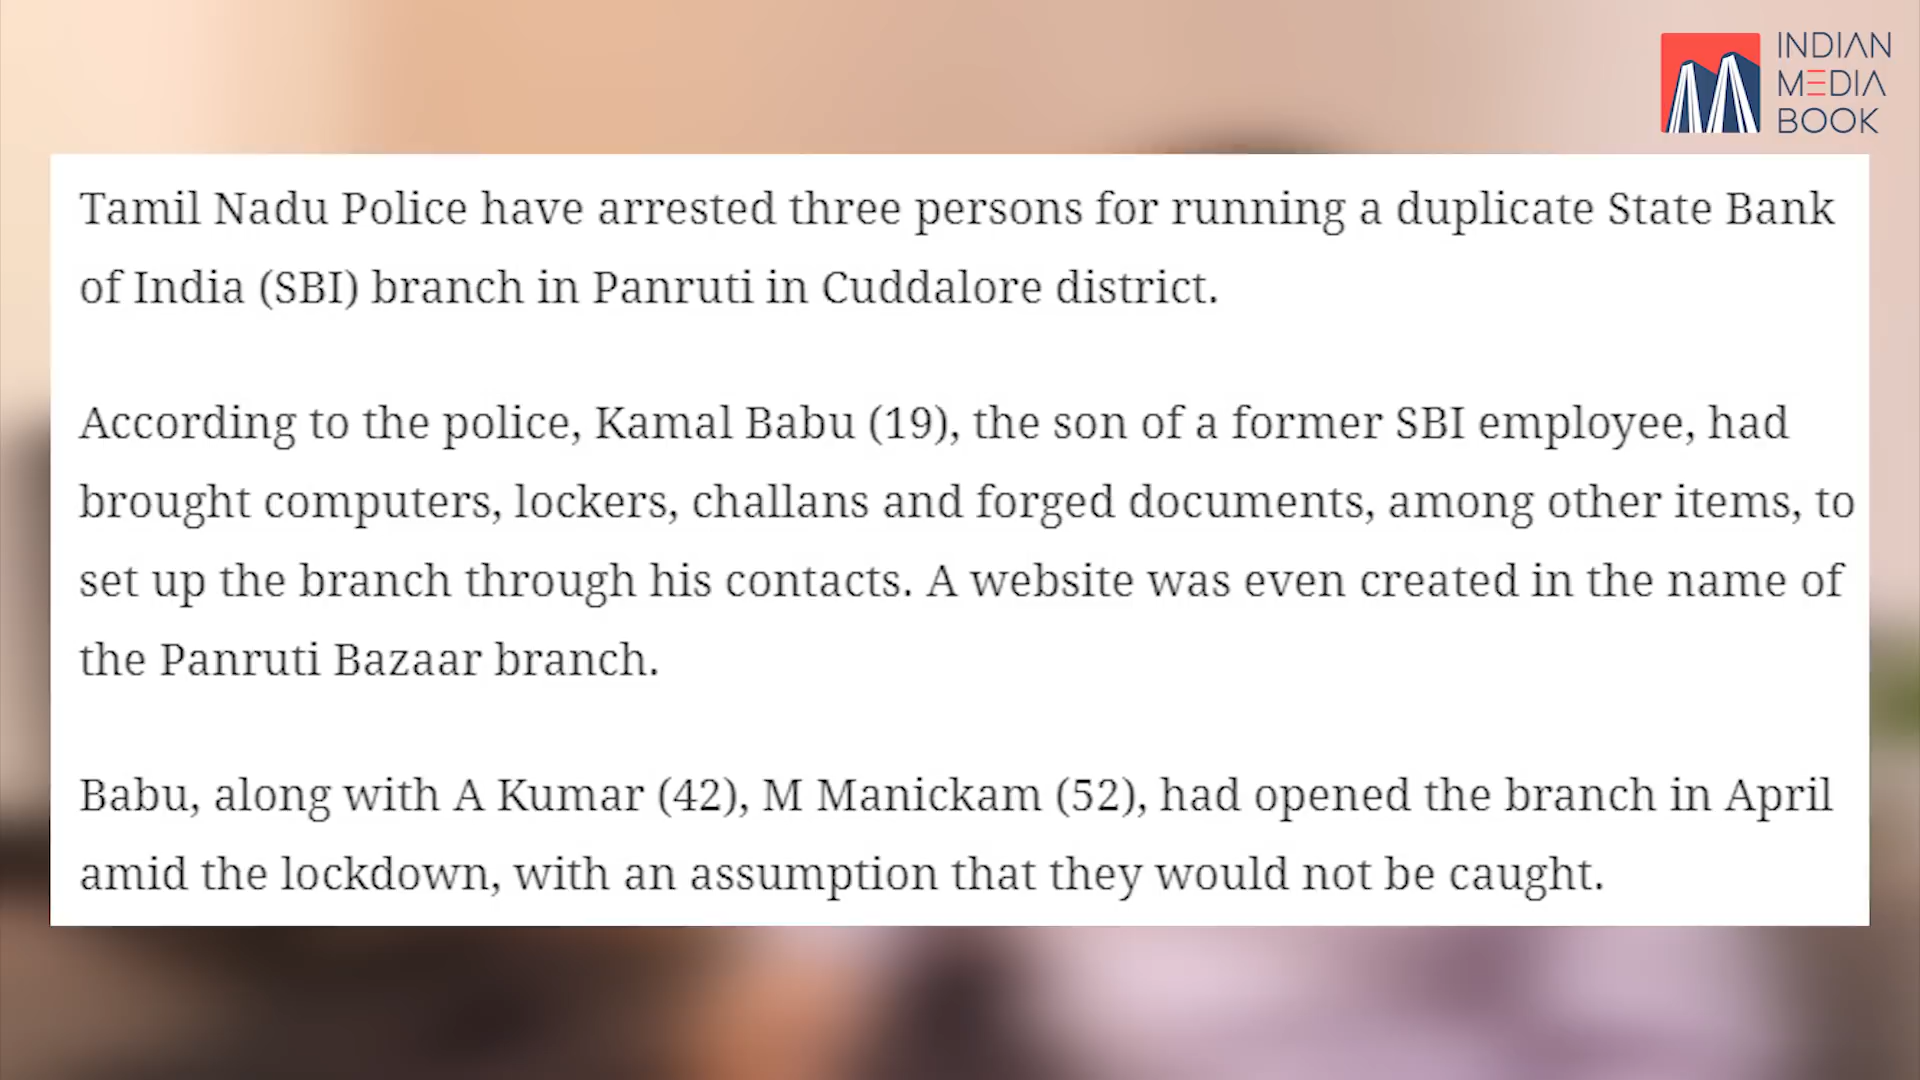 INDIAN
MEDIA
BOOK
Tamil Nadu Police have arrested three persons for running a duplicate State Bank
of India (SBI) branch in Panruti in Cuddalore district.
According to the police, Kamal Babu (19), the son of a former SBI employee, had
brought computers, lockers, challans and forged documents, among other items, to
set up the branch through his contacts. A website was even created in the name of
the Panruti Bazaar branch.
Babu, along with A Kumar (42), M Manickam (52), had opened the branch in April
amid the lockdown, with an assumption that they would not be caught.